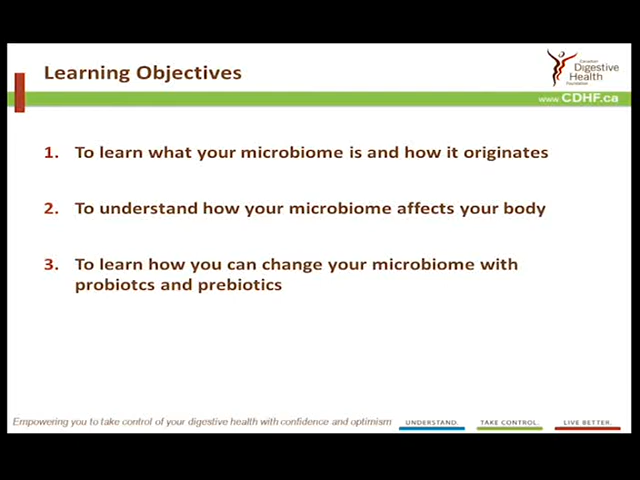 Learning Objectives
Canadian
Digestive
Health
Foundation
www.CDHF.ca
1. To learn what your microbiome is and how it originates
2. To understand how your microbiome affects your body
3. To learn how you can change your microbiome with
probiotcs and prebiotics
Empowering you to take control of your digestive health with confidence and optimism
UNDERSTAND. TAKE CONTROL. LIVE BETTER.